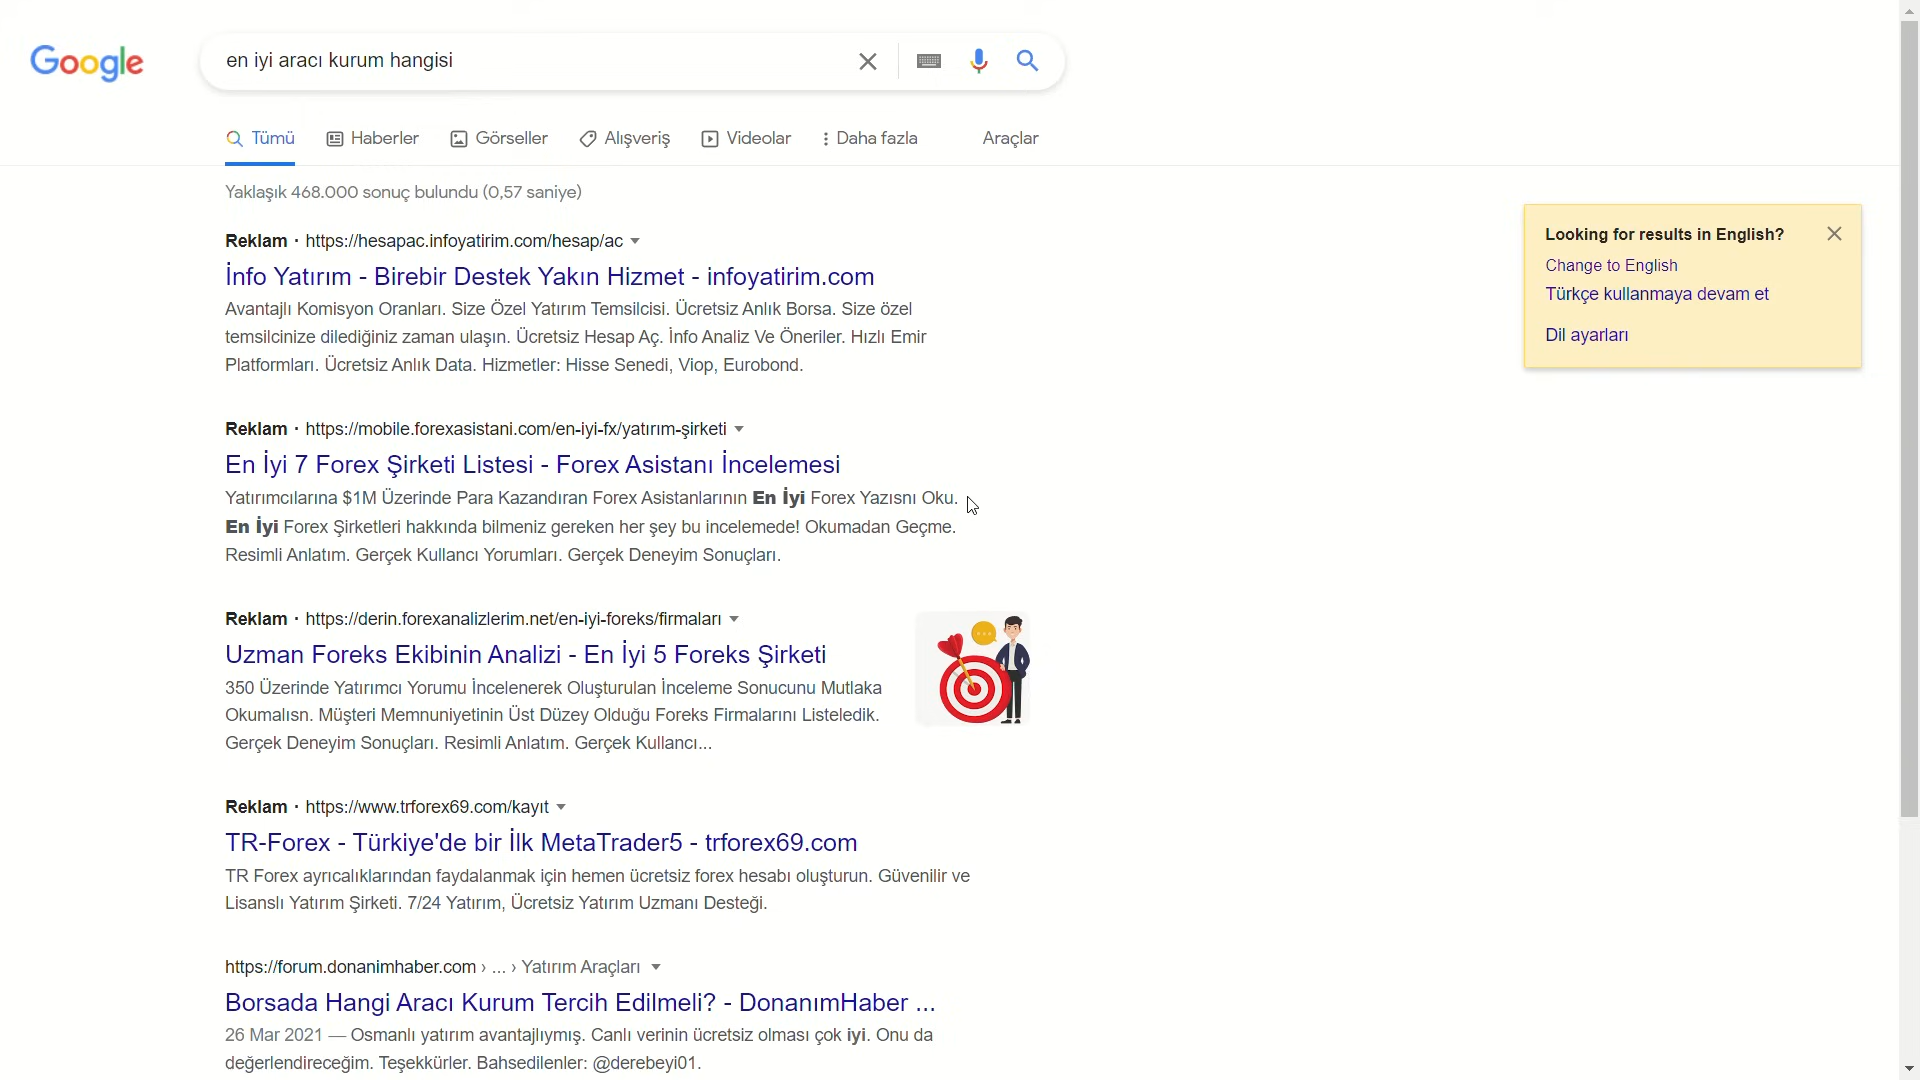 Google
en iyi aracı kurum hangisi
Tümü Haberler Görseller Alışveriş Videolar Daha fazla Araçlar
Yaklaşık 468.000 sonuç bulundu (0,57 saniye)
Reklam · https://hesapac.infoyatirim.com/hesap/ac
İnfo Yatırım - Birebir Destek Yakın Hizmet - infoyatirim.com
Avantajlı Komisyon Oranları. Size Özel Yatırım Temsilcisi. Ücretsiz Anlık Borsa. Size özel
temsilcinize dilediğiniz zaman ulaşın. Ücretsiz Hesap Aç. İnfo Analiz Ve Öneriler. Hızlı Emir
Platformları. Ücretsiz Anlık Data. Hizmetler: Hisse Senedi, Viop, Eurobond.
Reklam · https://mobile.forexasistani.com/en-iyi-fx/yatırım-şirketi
En İyi 7 Forex Şirketi Listesi - Forex Asistanı İncelemesi
Yatırımcılarına $1M Üzerinde Para Kazandıran Forex Asistanlarının En İyi Forex Yazısnı Oku.
En İyi Forex Şirketleri hakkında bilmeniz gereken her şey bu incelemede! Okumadan Geçme.
Resimli Anlatım. Gerçek Kullancı Yorumları. Gerçek Deneyim Sonuçları.
Reklam · https://derin.forexanalizlerim.net/en-iyi-foreks/firmaları
Uzman Foreks Ekibinin Analizi - En İyi 5 Foreks Şirketi
350 Üzerinde Yatırımcı Yorumu İncelenerek Oluşturulan İnceleme Sonucunu Mutlaka
Okumalısn. Müşteri Memnuniyetinin Üst Düzey Olduğu Foreks Firmalarını Listeledik.
Gerçek Deneyim Sonuçları. Resimli Anlatım. Gerçek Kullancı...
Reklam · https://www.trforex69.com/kayıt
TR-Forex - Türkiye'de bir İlk MetaTrader5 - trforex69.com
TR Forex ayrıcalıklarından faydalanmak için hemen ücretsiz forex hesabı oluşturun. Güvenilir ve
Lisanslı Yatırım Şirketi. 7/24 Yatırım, Ücretsiz Yatırım Uzmanı Desteği.
https://forum.donanimhaber.com › ... › Yatırım Araçları
Borsada Hangi Aracı Kurum Tercih Edilmeli? - DonanımHaber ...
26 Mar 2021 — Osmanlı yatırım avantajlıymış. Canlı verinin ücretsiz olması çok iyi. Onu da
değerlendireceğim. Teşekkürler. Bahsedilenler: @derebeyi01.
Looking for results in English?
Change to English
Türkçe kullanmaya devam et
Dil ayarları